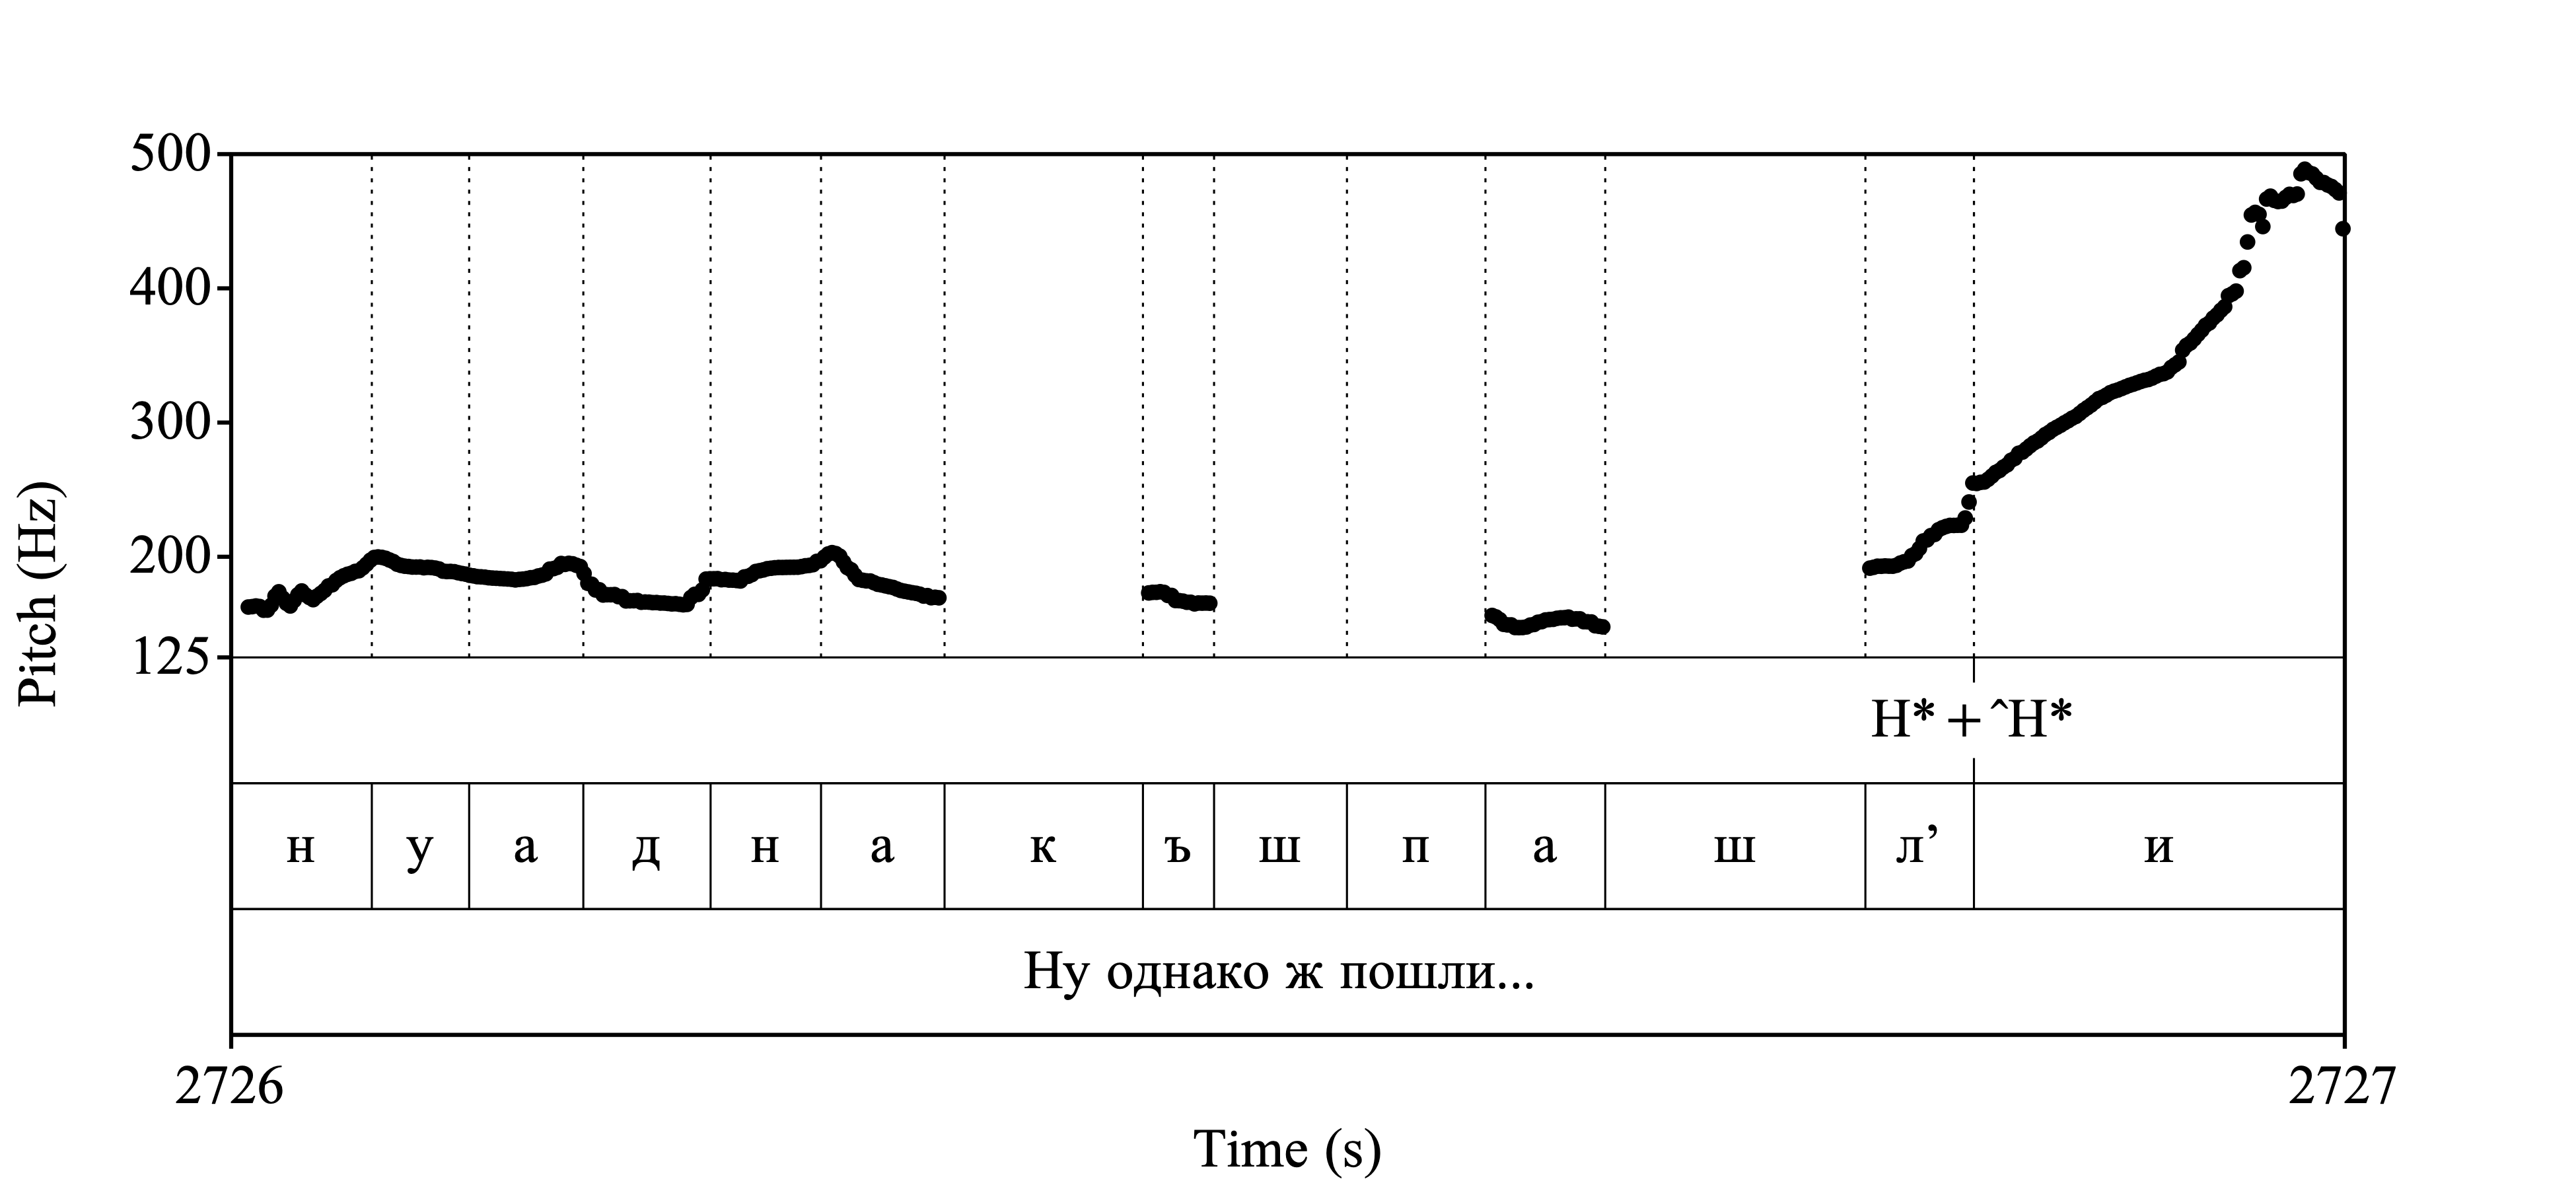 500
400
300
200
125
Pitch (Hz)
H* + ^H*
н у а д н а к ъ ш п а ш л’ и
Ну однако ж пошли...
2726 2727
Time (s)